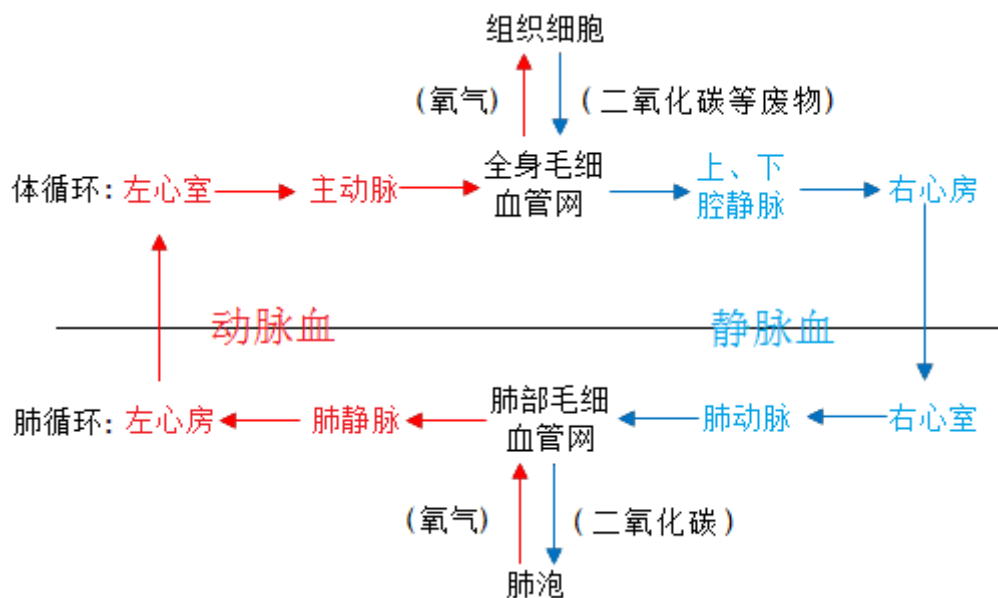 组织细胞
(氧气) (二氧化碳等废物)
体循环: 左心室 主动脉 全身毛细血管网 上、下腔静脉 右心房
动脉血 静脉血
肺循环: 左心房 肺静脉 肺部毛细血管网 肺动脉 右心室
(氧气) (二氧化碳)
肺泡